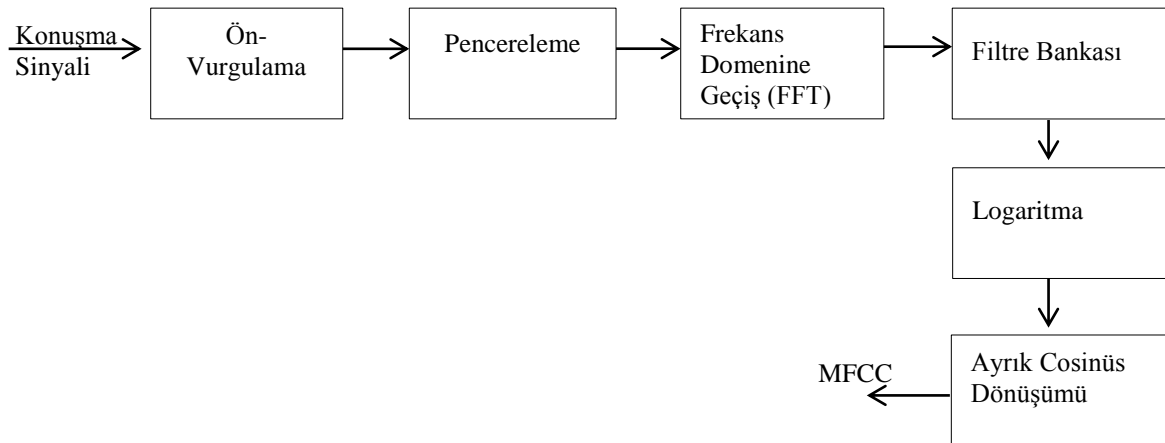 Konuşma
Sinyali
Ön-
Vurgulama
Pencereleme
Frekans
Domenine
Geçiş (FFT)
Filtre Bankası
Logaritma
Ayrık Cosinüs
Dönüşümü
MFCC